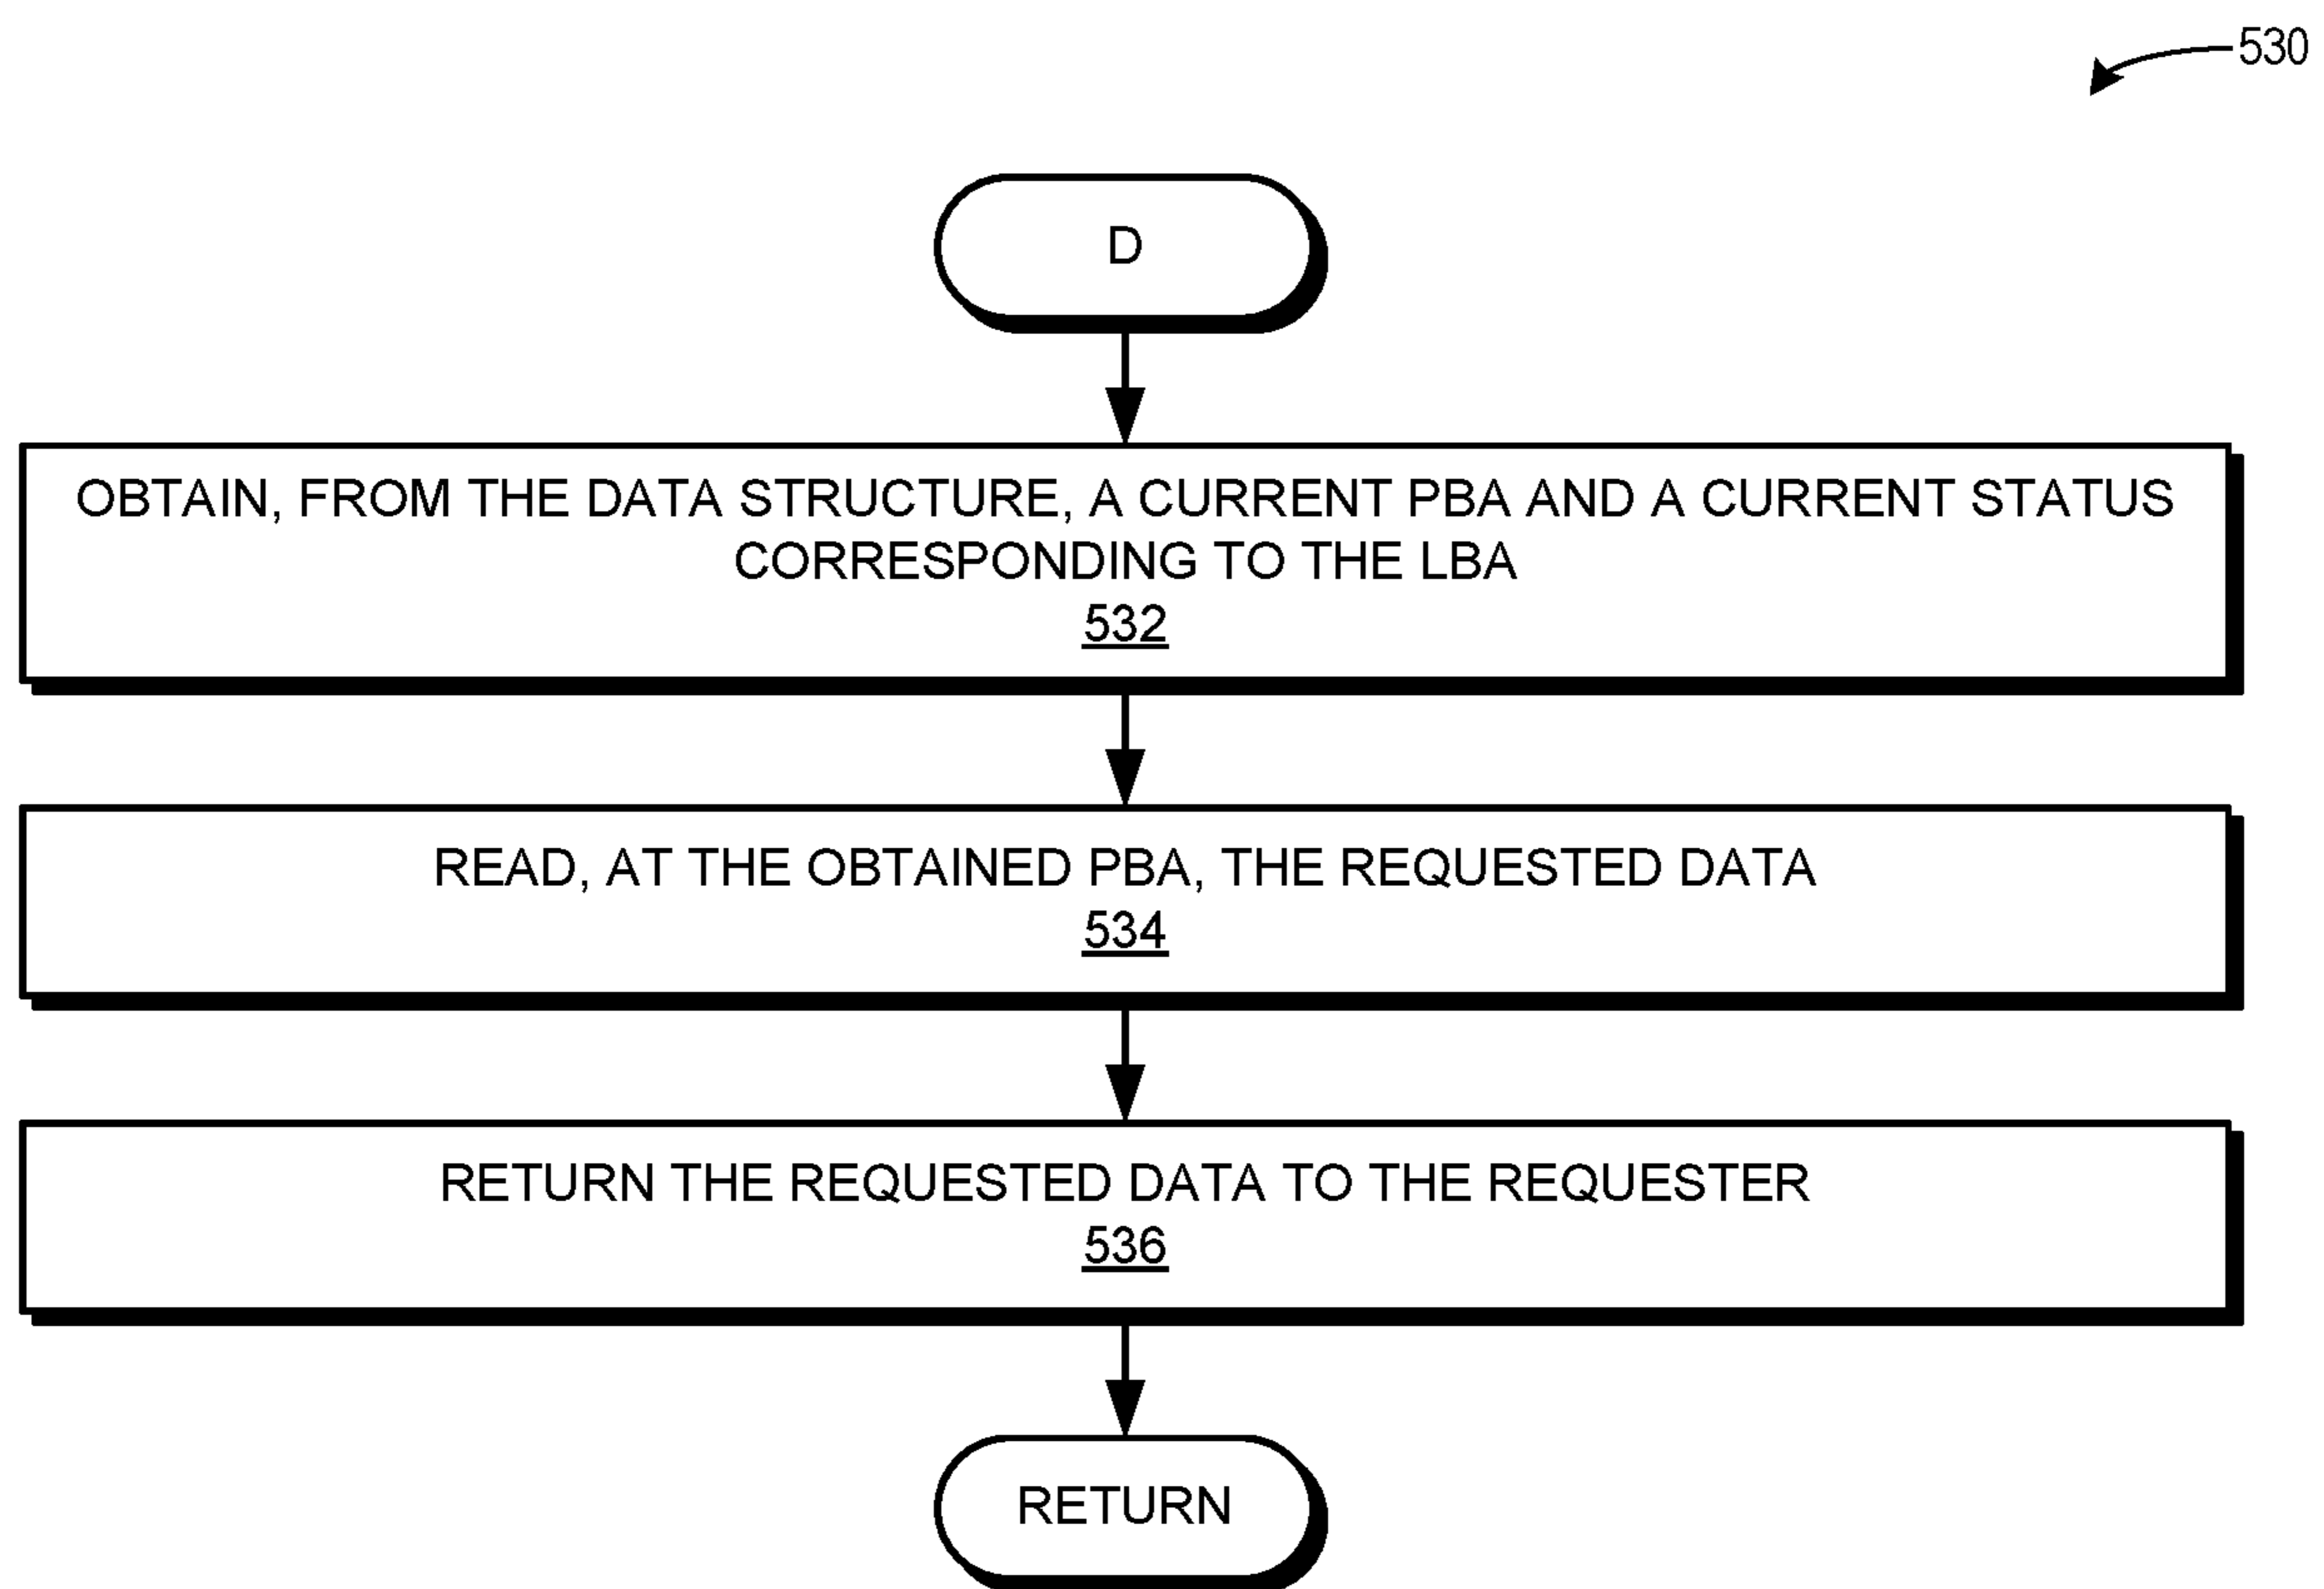 530
D
OBTAIN, FROM THE DATA STRUCTURE, A CURRENT PBA AND A CURRENT STATUS
CORRESPONDING TO THE LBA
532
READ, AT THE OBTAINED PBA, THE REQUESTED DATA
534
RETURN THE REQUESTED DATA TO THE REQUESTER
536
RETURN